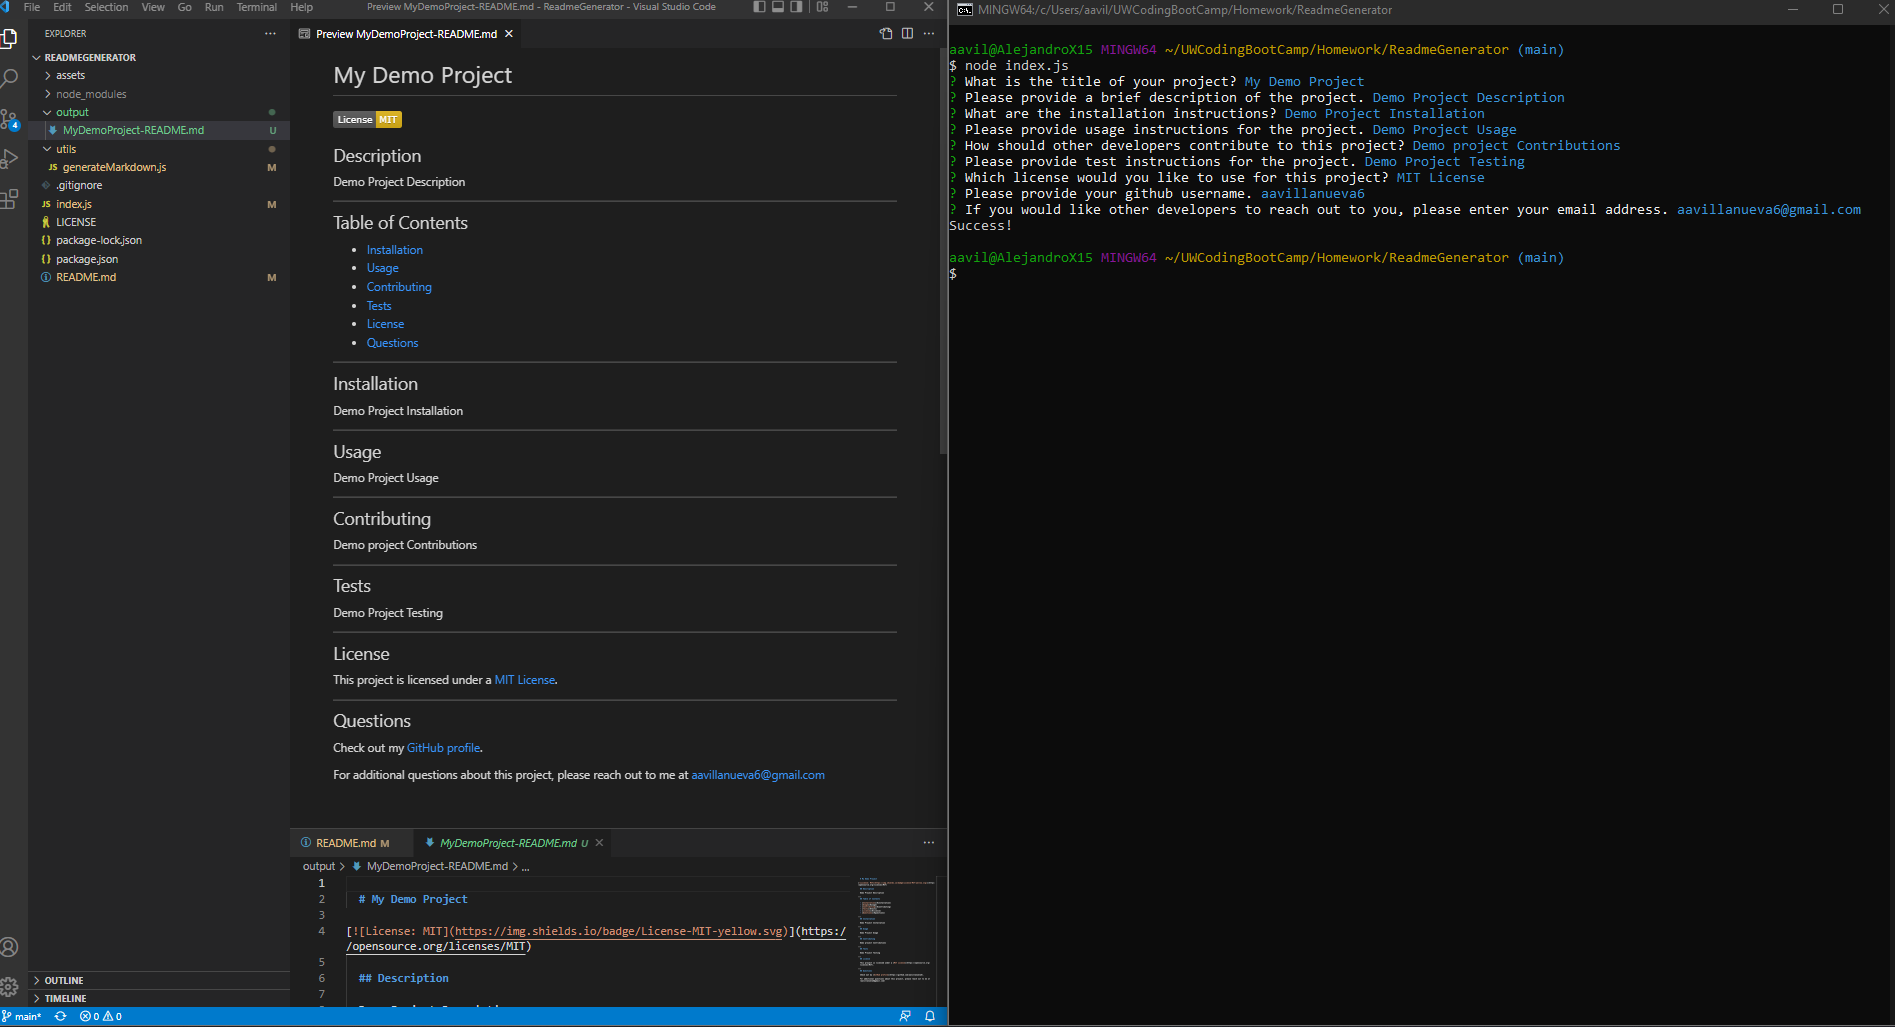 File Edit Selection View Go Run Terminal Help
Preview MyDemoProject-README.md - ReadmeGenerator - Visual Studio Code
EXPLORER
READMEGENERATOR
assets
node_modules
output
MyDemoProject-README.md U
utils
generateMarkdown.js M
.gitignore
index.js M
LICENSE
package-lock.json
package.json
README.md M
OUTLINE
TIMELINE
4
Preview MyDemoProject-README.md
My Demo Project
License MIT
Description
Demo Project Description
Table of Contents
Installation
Usage
Contributing
Tests
License
Questions
Installation
Demo Project Installation
Usage
Demo Project Usage
Contributing
Demo project Contributions
Tests
Demo Project Testing
License
This project is licensed under a MIT License.
Questions
Check out my GitHub profile.
For additional questions about this project, please reach out to me at aavillanueva6@gmail.com
README.md M MyDemoProject-README.md U
output > MyDemoProject-README.md > ...
1
2 # My Demo Project
3
4 [![License: MIT](https://img.shields.io/badge/License-MIT-yellow.svg)](https:/
/opensource.org/licenses/MIT)
5
6 ## Description
7
main* 0 0
MINGW64:/c/Users/aavil/UWCodingBootCamp/Homework/ReadmeGenerator
aavil@AlejandroX15 MINGW64 ~/UWCodingBootCamp/Homework/ReadmeGenerator (main)
$ node index.js
? What is the title of your project? My Demo Project
? Please provide a brief description of the project. Demo Project Description
? What are the installation instructions? Demo Project Installation
? Please provide usage instructions for the project. Demo Project Usage
? How should other developers contribute to this project? Demo project Contributions
? Please provide test instructions for the project. Demo Project Testing
? Which license would you like to use for this project? MIT License
? Please provide your github username. aavillanueva6
? If you would like other developers to reach out to you, please enter your email address. aavillanueva6@gmail.com
Success!
aavil@AlejandroX15 MINGW64 ~/UWCodingBootCamp/Homework/ReadmeGenerator (main)
$